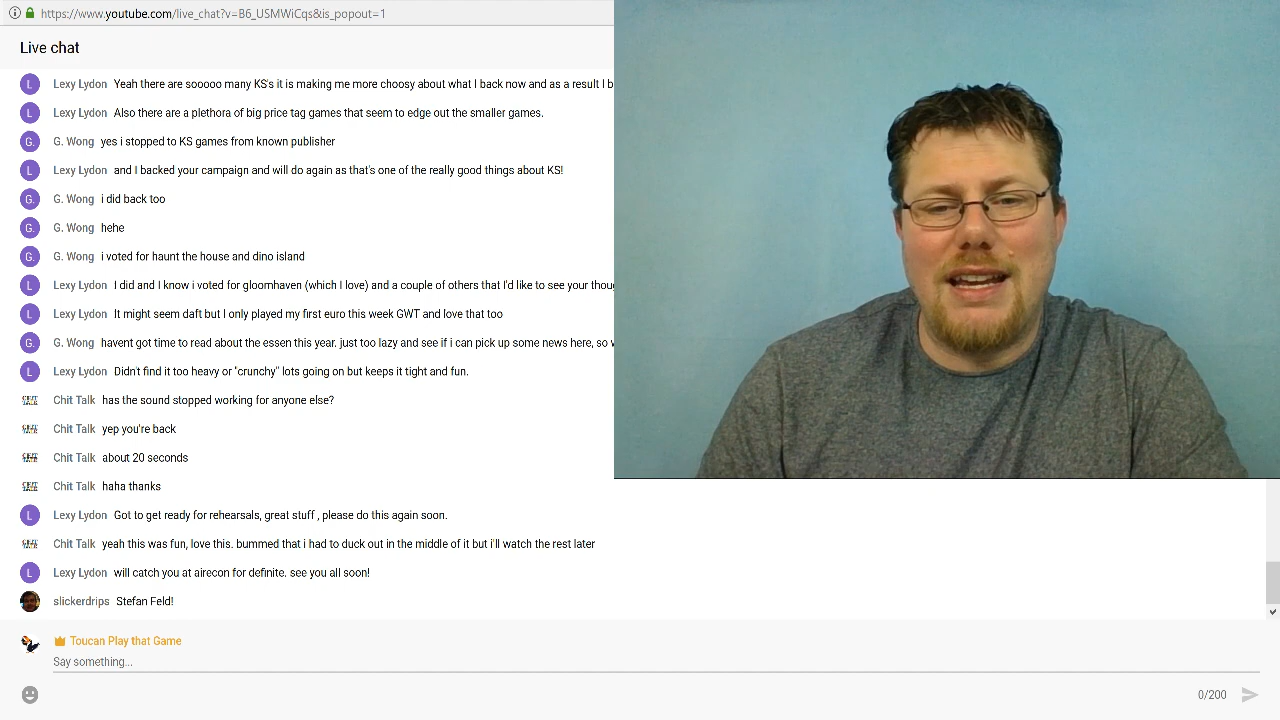 https://www.youtube.com/live_chat?v=B6_USMWiCqs&is_popout=1
Live chat
L Lexy Lydon Yeah there are sooooo many KS's it is making me more choosy about what I back now and as a result I b
L Lexy Lydon Also there are a plethora of big price tag games that seem to edge out the smaller games.
G. G. Wong yes i stopped to KS games from known publisher
L Lexy Lydon and I backed your campaign and will do again as that's one of the really good things about KS!
G. G. Wong i did back too
G. G. Wong hehe
G. G. Wong i voted for haunt the house and dino island
L Lexy Lydon I did and I know i voted for gloomhaven (which I love) and a couple of others that I'd like to see your thou
L Lexy Lydon It might seem daft but I only played my first euro this week GWT and love that too
G. G. Wong havent got time to read about the essen this year. just too lazy and see if i can pick up some news here, so
L Lexy Lydon Didn't find it too heavy or "crunchy" lots going on but keeps it tight and fun.
Chit Talk has the sound stopped working for anyone else?
Chit Talk yep you're back
Chit Talk about 20 seconds
Chit Talk haha thanks
L Lexy Lydon Got to get ready for rehearsals, great stuff , please do this again soon.
Chit Talk yeah this was fun, love this. bummed that i had to duck out in the middle of it but i'll watch the rest later
L Lexy Lydon will catch you at airecon for definite. see you all soon!
slickerdrips Stefan Feld!
Toucan Play that Game
Say something...
0/200